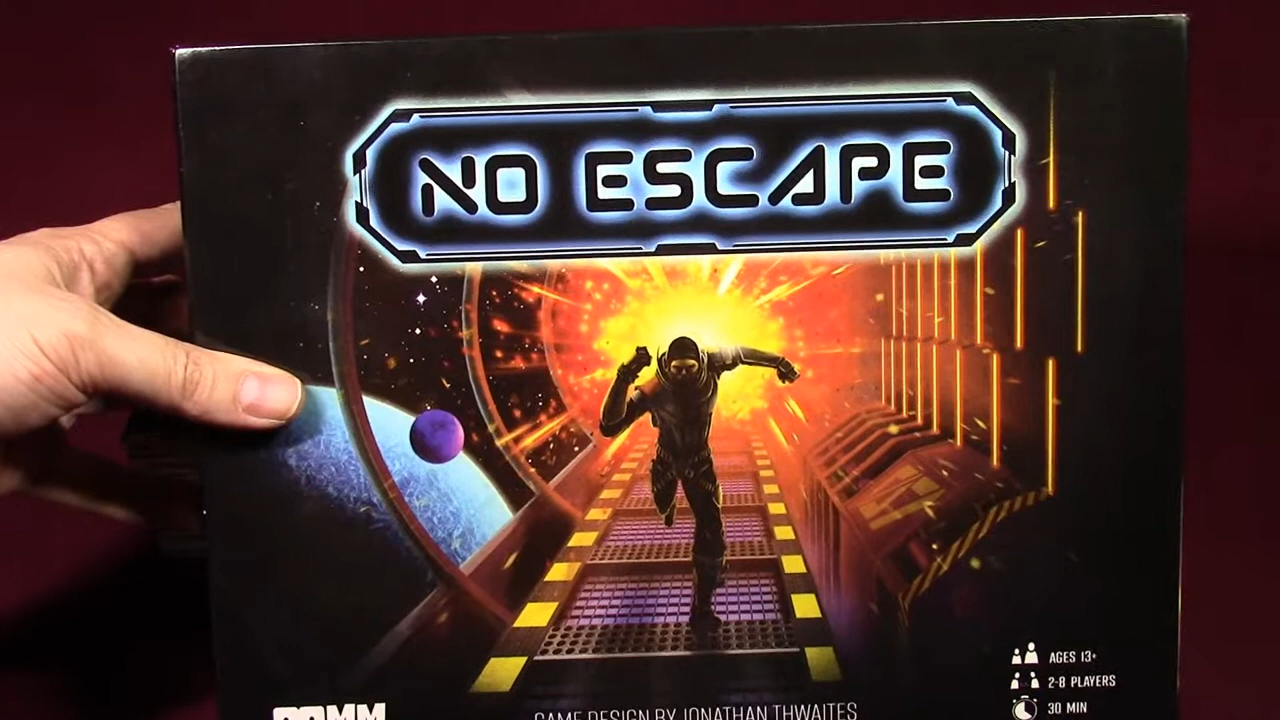 NO ESCAPE
AGES 13+
2-8 PLAYERS
30 MIN
GAME DESIGN BY JONATHAN THWAITES